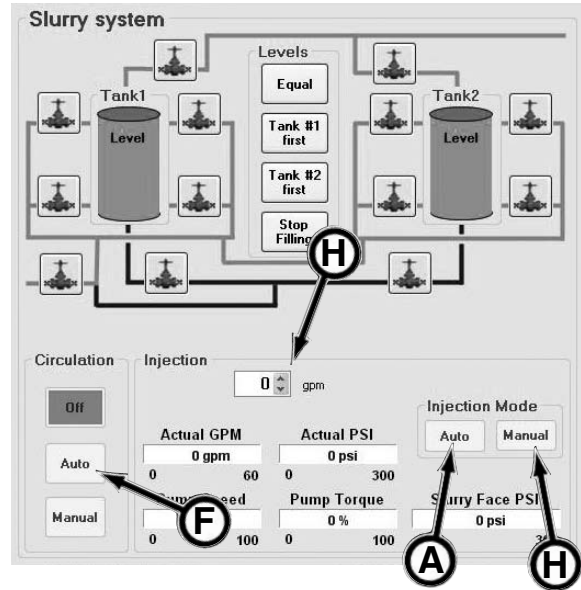 Slurry system
Levels
Tank1
Level
Equal
Tank #1
first
Tank #2
first
Stop
Filling
Tank2
Level
H
Circulation
Off
Auto
Manual
F
Injection
0 gpm
Actual GPM
0 gpm
0 60
Actual PSI
0 psi
0 300
0 100
Pump Torque
0 %
0 100
Injection Mode
Auto Manual
Slurry Face PSI
0 psi
A
H